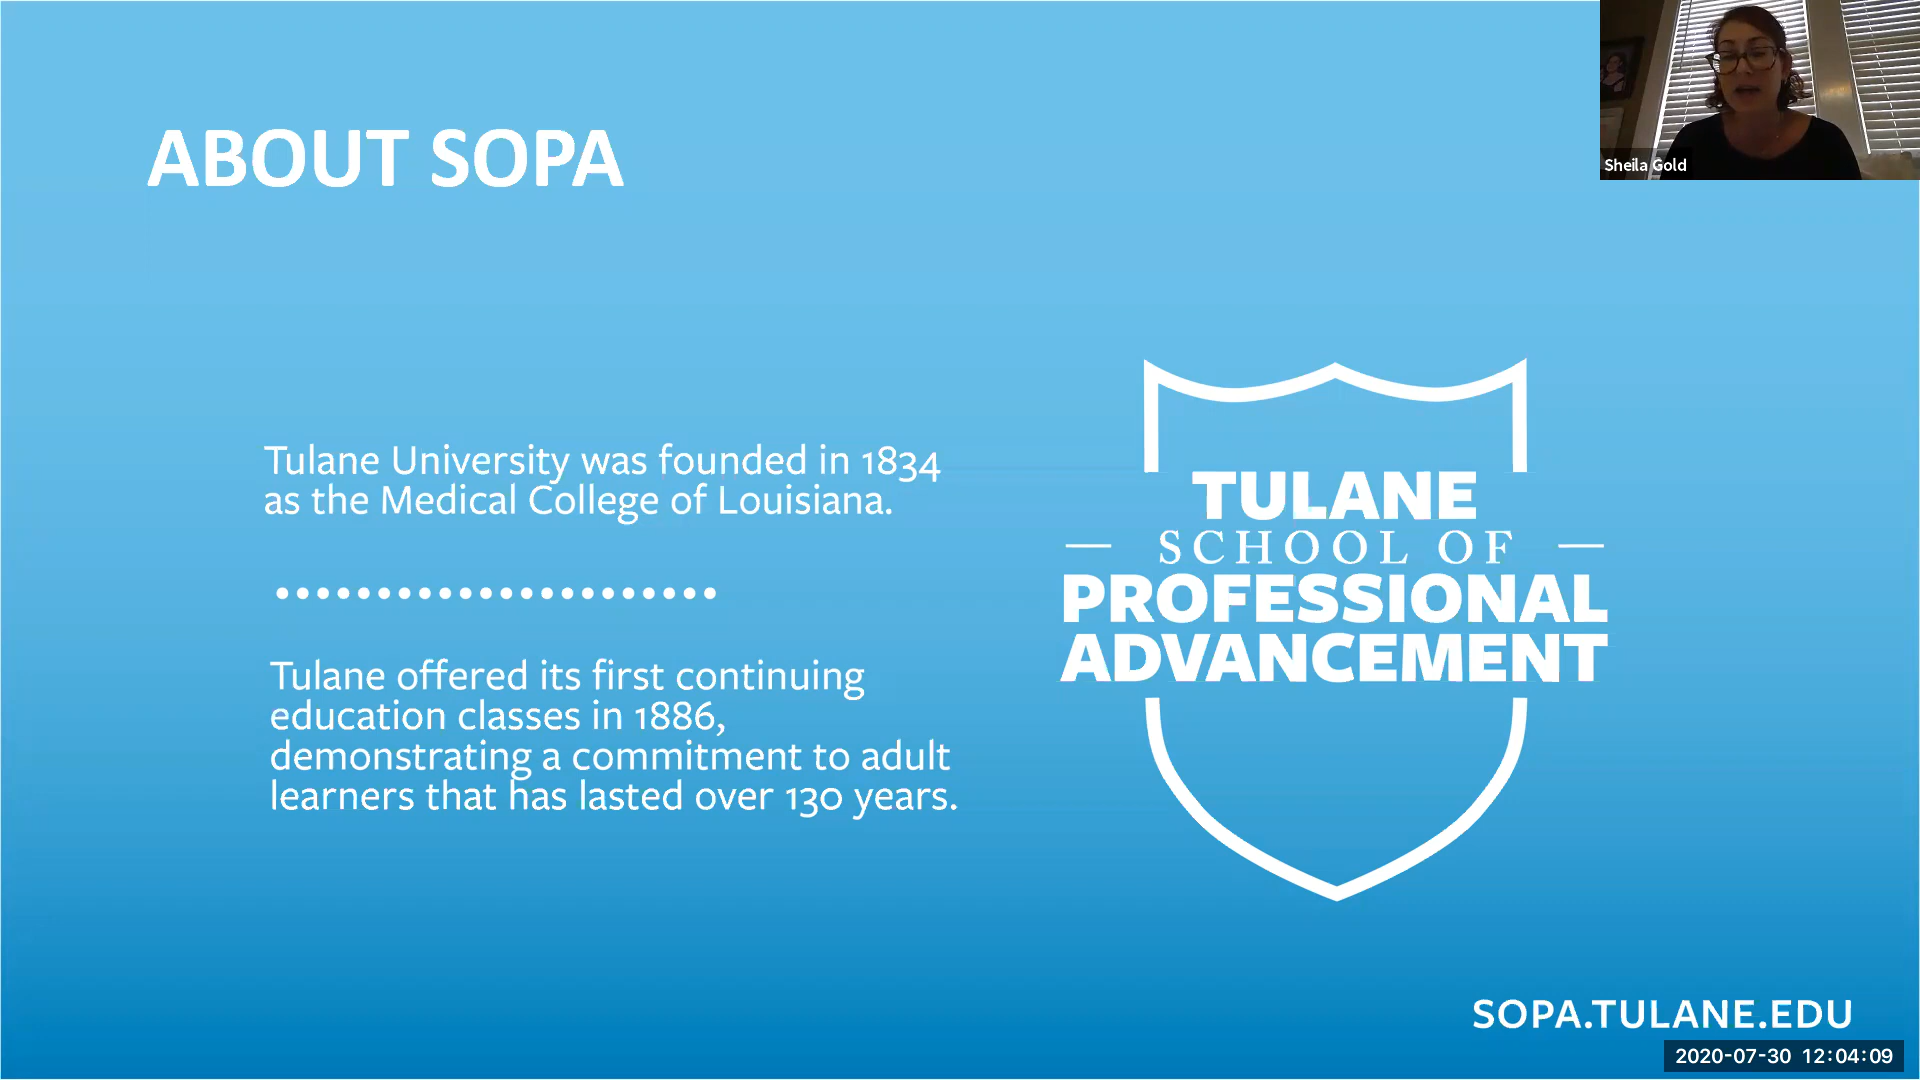 ABOUT SOPA
Sheila Gold
Tulane University was founded in 1834
as the Medical College of Louisiana.
Tulane offered its first continuing
education classes in 1886,
demonstrating a commitment to adult
learners that has lasted over 130 years.
TULANE
— SCHOOL OF —
PROFESSIONAL
ADVANCEMENT
SOPA.TULANE.EDU
2020-07-30 12:04:09